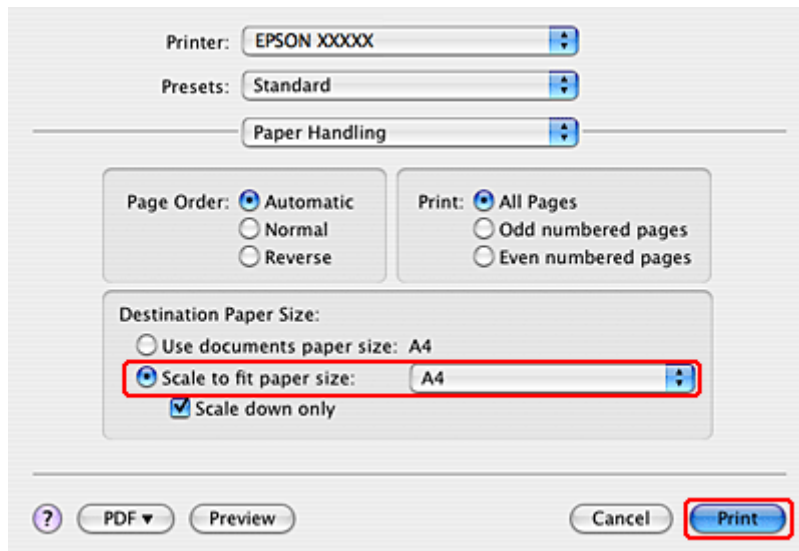 Printer: EPSON XXXXX
Presets: Standard
Paper Handling
Page Order: Automatic
Normal
Reverse
Print: All Pages
Odd numbered pages
Even numbered pages
Destination Paper Size:
Use documents paper size: A4
Scale to fit paper size: A4
Scale down only
? PDF ▼ Preview Cancel Print